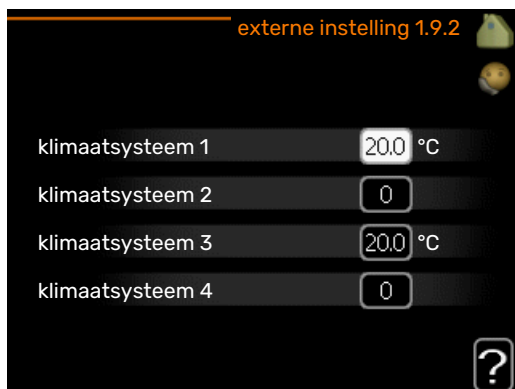 externe instelling 1.9.2
klimaatsysteem 1 20.0 °C
klimaatsysteem 2 0
klimaatsysteem 3 20.0 °C
klimaatsysteem 4 0
?